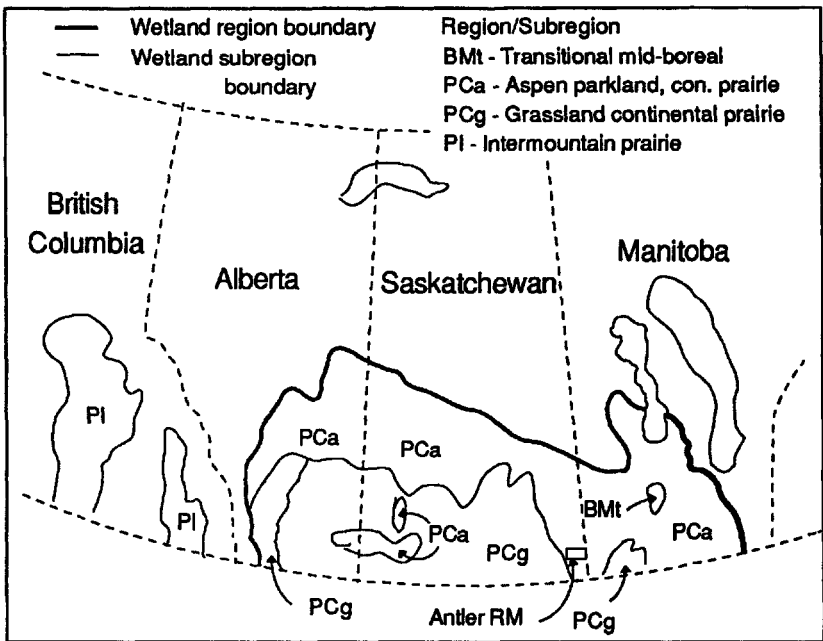 Wetland region boundary
Wetland subregion
boundary
Region/Subregion
BMt - Transitional mid-boreal
PCa - Aspen parkland, con. prairie
PCg - Grassland continental prairie
PI - Intermountain prairie
British
Columbia
Alberta
Saskatchewan
Manitoba
PI
PI
PCa
PCa
PCa
PCg
BMt
PCa
PCg
Antler RM
PCg